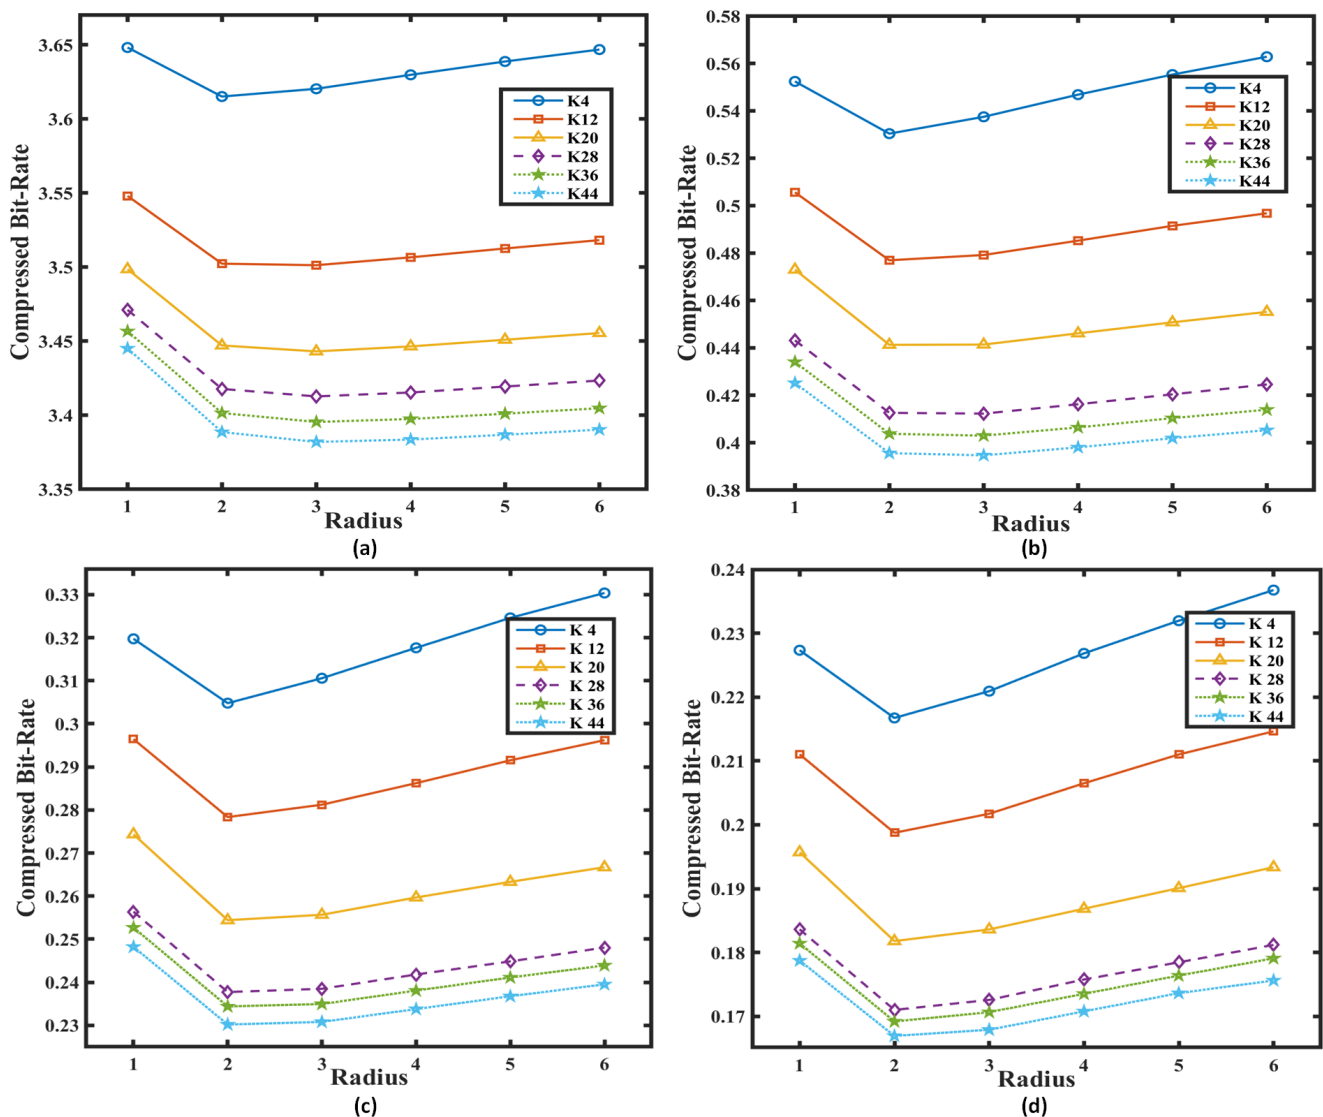 3.65
3.6
3.55
3.5
3.45
3.4
3.35
Compressed Bit-Rate
K4
K12
K20
K28
K36
K44
1 2 3 4 5 6
Radius
(a)
0.58
0.56
0.54
0.52
0.5
0.48
0.46
0.44
0.42
0.4
0.38
Compressed Bit-Rate
K4
K12
K20
K28
K36
K44
1 2 3 4 5 6
Radius
(b)
0.33
0.32
0.31
0.3
0.29
0.28
0.27
0.26
0.25
0.24
0.23
Compressed Bit-Rate
K 4
K 12
K 20
K 28
K 36
K 44
1 2 3 4 5 6
Radius
(c)
0.24
0.23
0.22
0.21
0.2
0.19
0.18
0.17
Compressed Bit-Rate
K 4
K 12
K 20
K 28
K 36
K 44
1 2 3 4 5 6
Radius
(d)